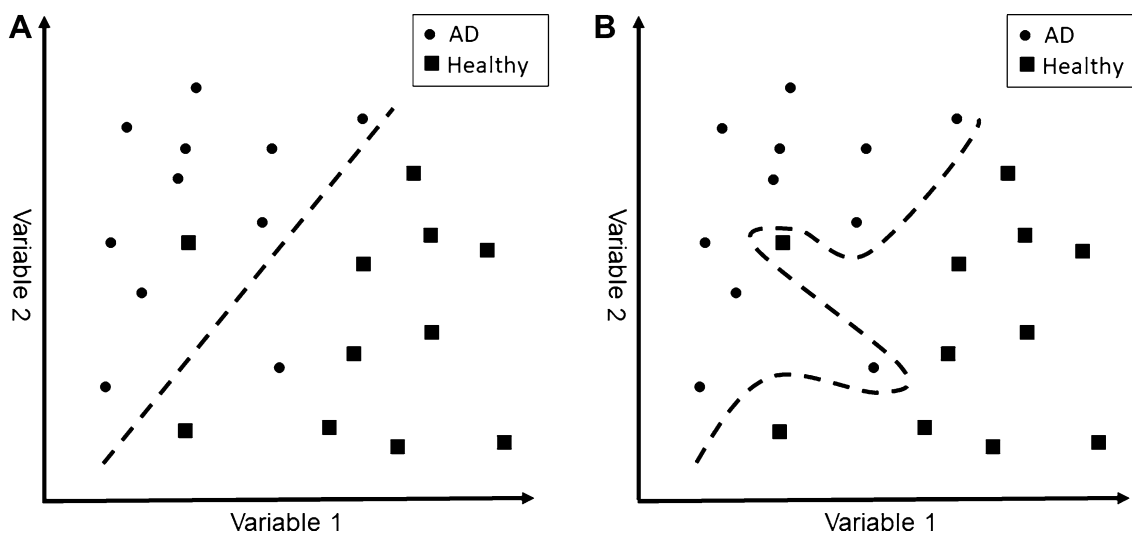 A
AD
Healthy
Variable 2
Variable 1
B
AD
Healthy
Variable 2
Variable 1